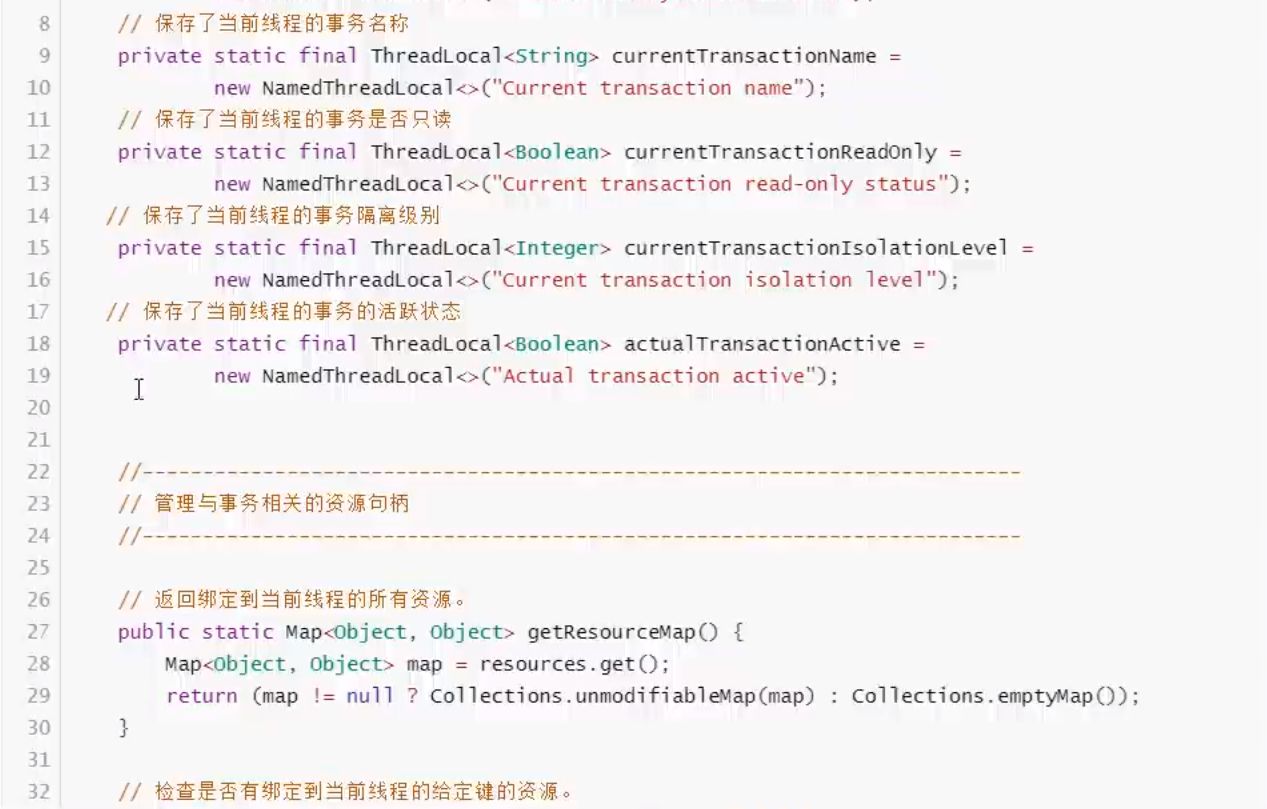 8 // 保存了当前线程的事务名称
9 private static final ThreadLocal<String> currentTransactionName =
10 new NamedThreadLocal<>("Current transaction name");
11 // 保存了当前线程的事务是否只读
12 private static final ThreadLocal<Boolean> currentTransactionReadOnly =
13 new NamedThreadLocal<>("Current transaction read-only status");
14 // 保存了当前线程的事务隔离级别
15 private static final ThreadLocal<Integer> currentTransactionIsolationLevel =
16 new NamedThreadLocal<>("Current transaction isolation level");
17 // 保存了当前线程的事务的活跃状态
18 private static final ThreadLocal<Boolean> actualTransactionActive =
19 new NamedThreadLocal<>("Actual transaction active");
20
21
22 //-------------------------------------------------------------------------
23 // 管理与事务相关的资源句柄
24 //-------------------------------------------------------------------------
25
26 // 返回绑定到当前线程的所有资源。
27 public static Map<Object, Object> getResourceMap() {
28 Map<Object, Object> map = resources.get();
29 return (map != null ? Collections.unmodifiableMap(map) : Collections.emptyMap());
30 }
31
32 // 检查是否有绑定到当前线程的给定键的资源。